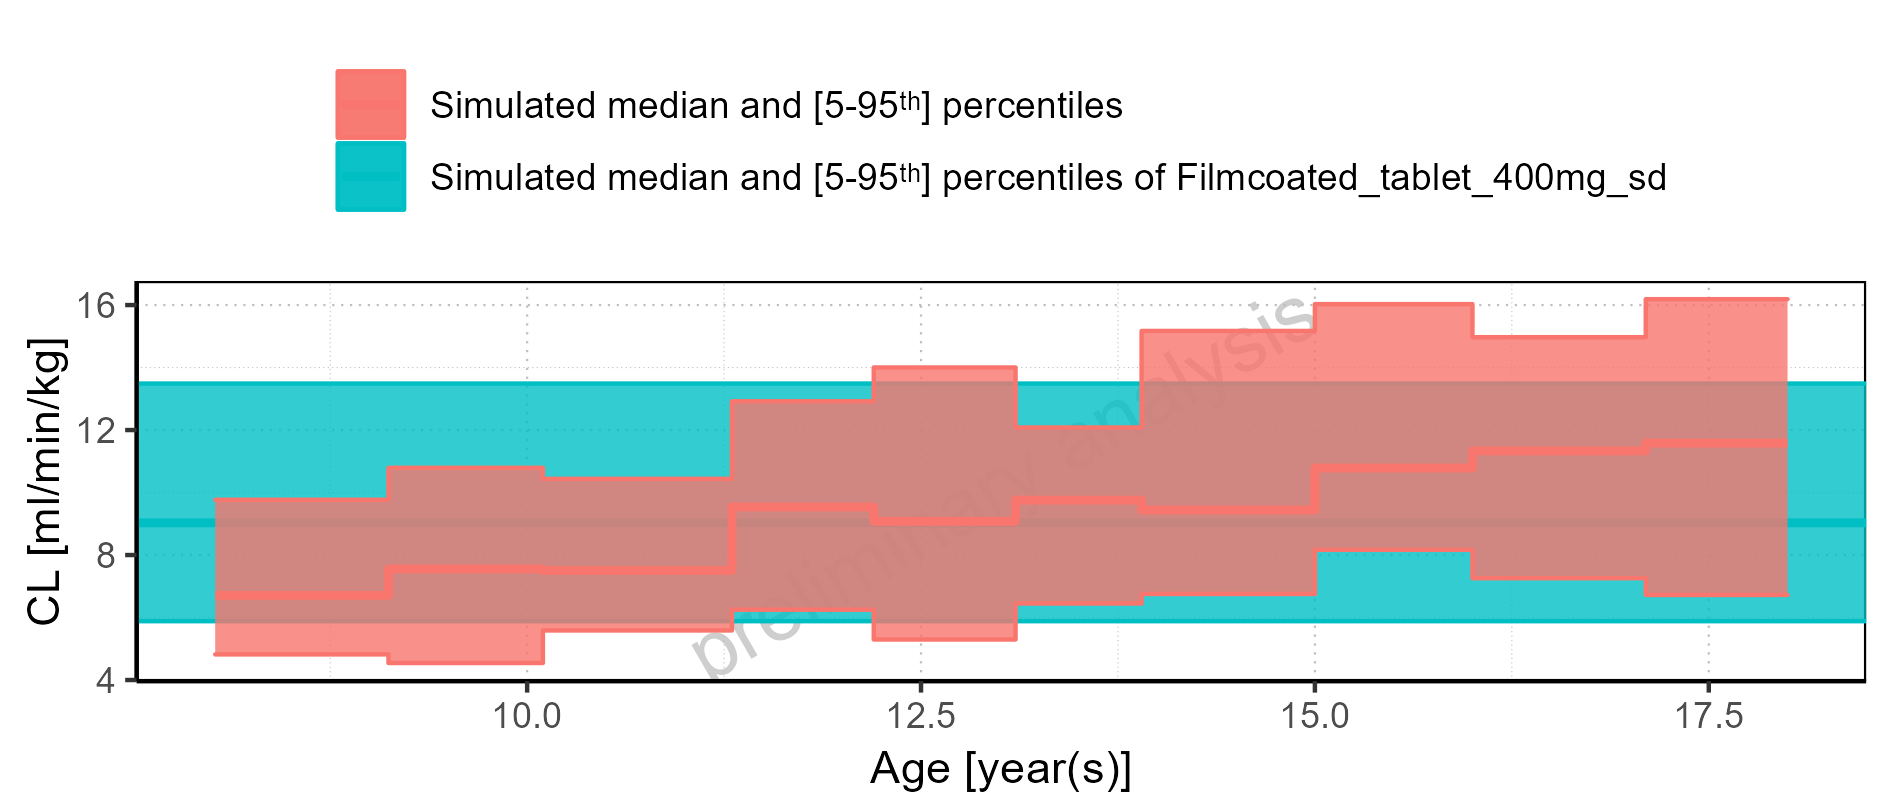 Simulated median and [5-95th] percentiles
Simulated median and [5-95th] percentiles of Filmcoated_tablet_400mg_sd
CL [ml/min/kg]
16
12
8
4
preliminary analysis
10.0
12.5
15.0
17.5
Age [year(s)]